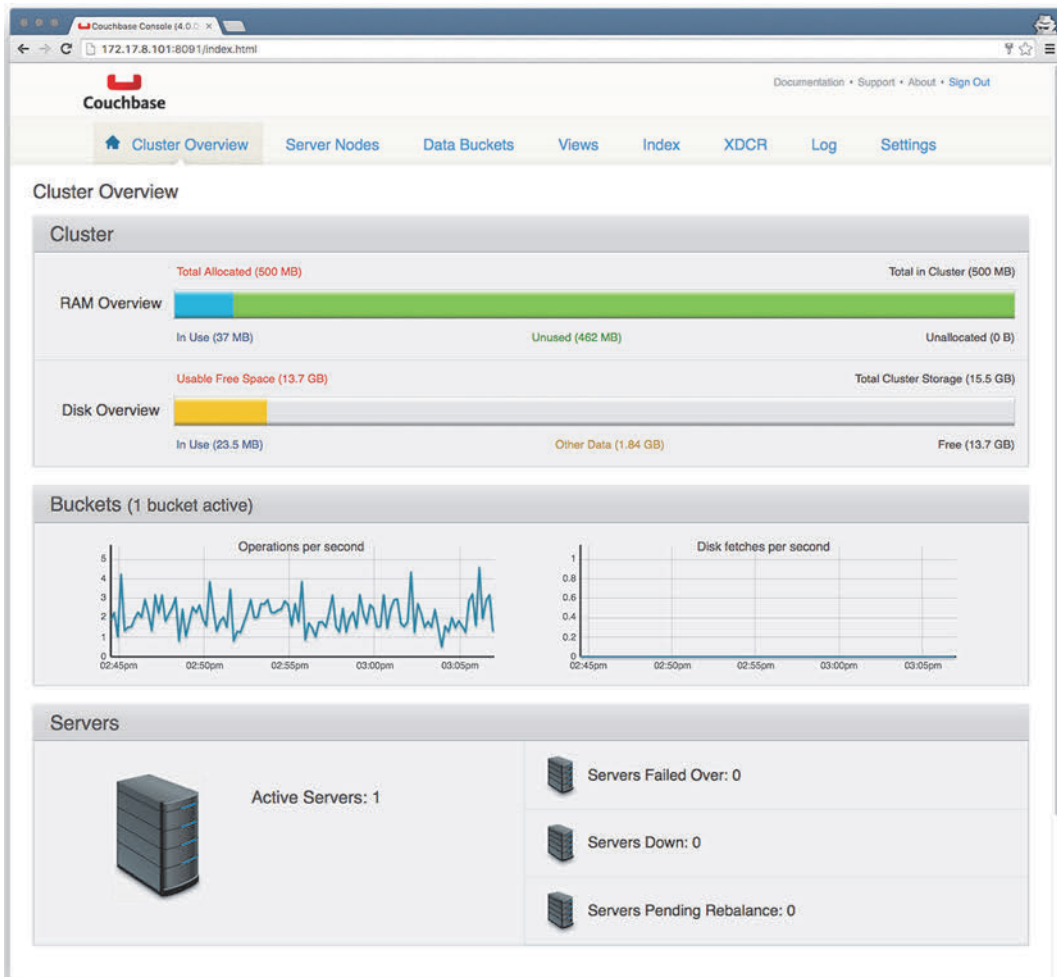 Couchbase Console (4.0.0
172.17.8.101:8091/index.html
Documentation • Support • About • Sign Out
Couchbase
Cluster Overview Server Nodes Data Buckets Views Index XDCR Log Settings
Cluster Overview
Cluster
Total Allocated (500 MB) Total in Cluster (500 MB)
RAM Overview
In Use (37 MB) Unused (462 MB) Unallocated (0 B)
Usable Free Space (13.7 GB) Total Cluster Storage (15.5 GB)
Disk Overview
In Use (23.5 MB) Other Data (1.84 GB) Free (13.7 GB)
Buckets (1 bucket active)
Operations per second
5
4
3
2
1
0
02:45pm 02:50pm 02:55pm 03:00pm 03:05pm
Disk fetches per second
1
0.8
0.6
0.4
0.2
0
02:45pm 02:50pm 02:55pm 03:00pm 03:05pm
Servers
Active Servers: 1
Servers Failed Over: 0
Servers Down: 0
Servers Pending Rebalance: 0